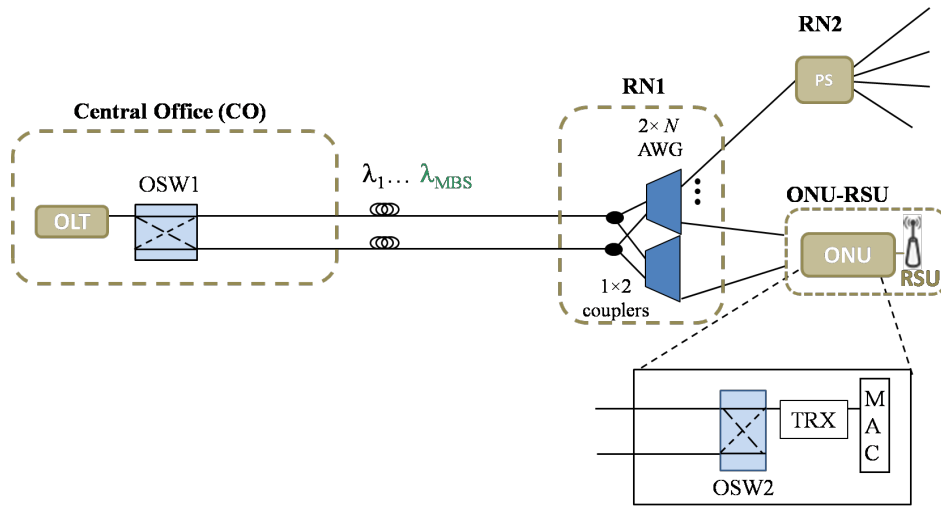 RN2
PS
Central Office (CO)
RN1
2× N
AWG
OSW1
λ1… λMBS
OLT
ONU-RSU
ONU
RSU
1×2
couplers
TRX
M
A
C
OSW2